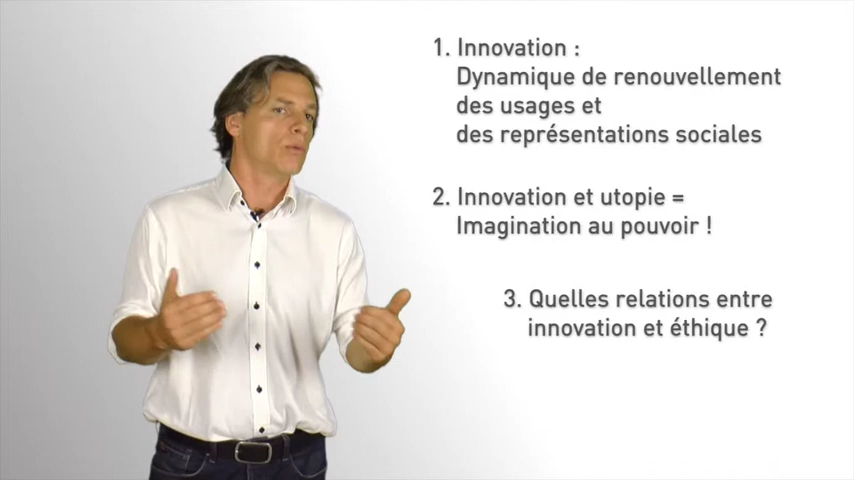 1. Innovation :
Dynamique de renouvellement
des usages et
des représentations sociales
2. Innovation et utopie =
Imagination au pouvoir !
3. Quelles relations entre
innovation et éthique ?